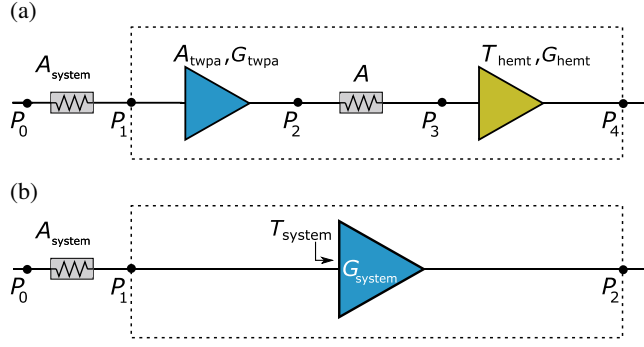 (a)
A_system
A_twpa, G_twpa
A
T_hemt, G_hemt
P_0
P_1
P_2
P_3
P_4
(b)
A_system
T_system
G_system
P_0
P_1
P_2